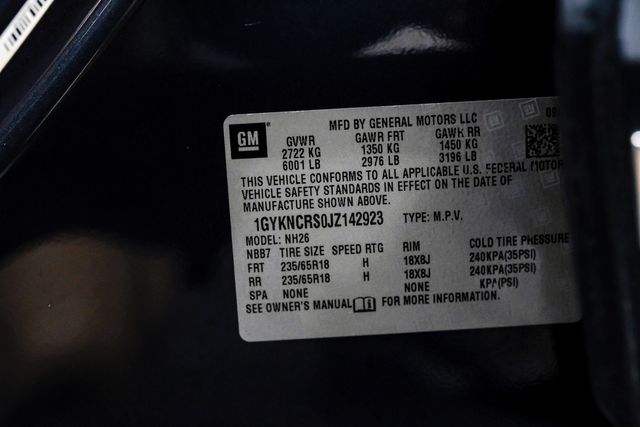 GM
MFD BY GENERAL MOTORS LLC
GVWR GAWR FRT GAWR RR
2722 KG 1350 KG 1450 KG
6001 LB 2976 LB 3196 LB
THIS VEHICLE CONFORMS TO ALL APPLICABLE U.S. FEDERAL MOTOR
VEHICLE SAFETY STANDARDS IN EFFECT ON THE DATE OF
MANUFACTURE SHOWN ABOVE.
1GYKNCRS0JZ142923 TYPE: M.P.V.
MODEL: NH26
NBB7 TIRE SIZE SPEED RTG RIM COLD TIRE PRESSURE
FRT 235/65R18 H 18X8J 240KPA(35PSI)
RR 235/65R18 H 18X8J 240KPA(35PSI)
SPA NONE NONE KPA(PSI)
SEE OWNER'S MANUAL FOR MORE INFORMATION.